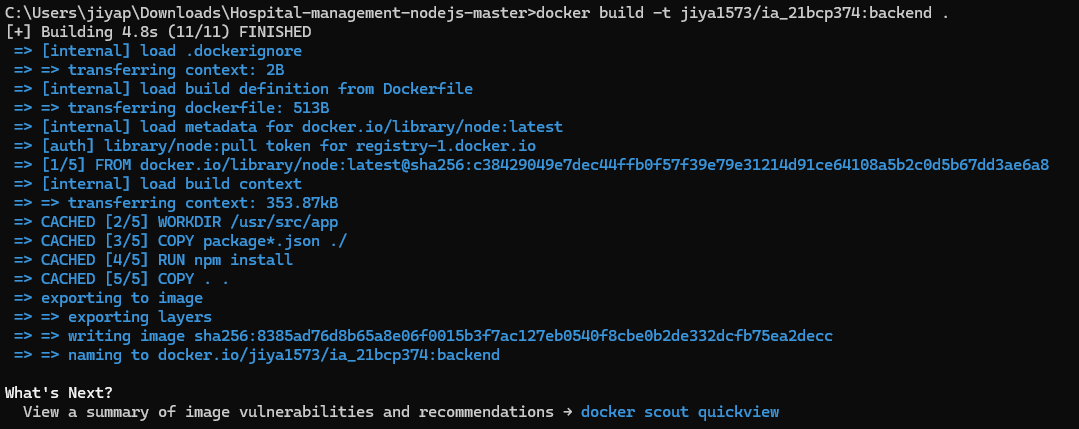 C:\Users\jiyap\Downloads\Hospital-management-nodejs-master>docker build -t jiya1573/ia_21bcp374:backend .
[+] Building 4.8s (11/11) FINISHED
=> [internal] load .dockerignore
=> => transferring context: 2B
=> [internal] load build definition from Dockerfile
=> => transferring dockerfile: 513B
=> [internal] load metadata for docker.io/library/node:latest
=> [auth] library/node:pull token for registry-1.docker.io
=> [1/5] FROM docker.io/library/node:latest@sha256:c38429049e7dec44ffb0f57f39e79e31214d91ce64108a5b2c0d5b67dd3ae6a8
=> [internal] load build context
=> => transferring context: 353.87kB
=> CACHED [2/5] WORKDIR /usr/src/app
=> CACHED [3/5] COPY package*.json ./
=> CACHED [4/5] RUN npm install
=> CACHED [5/5] COPY . .
=> exporting to image
=> => exporting layers
=> => writing image sha256:8385ad76d8b65a8e06f0015b3f7ac127eb0540f8cbe0b2de332dcfb75ea2decc
=> => naming to docker.io/jiya1573/ia_21bcp374:backend
What's Next?
View a summary of image vulnerabilities and recommendations → docker scout quickview